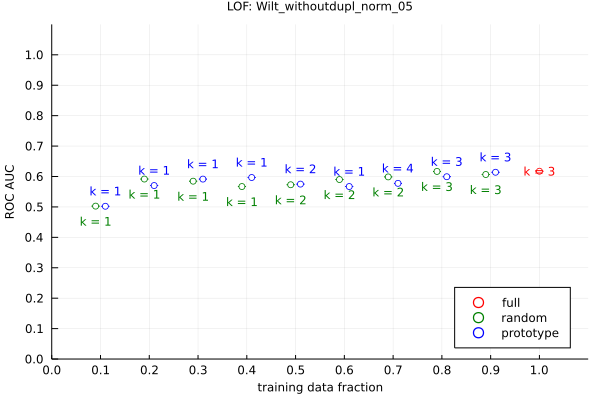 LOF: Wilt_withoutdupl_norm_05
ROC AUC
1.0
0.9
0.8
0.7
0.6
0.5
0.4
0.3
0.2
0.1
0.0
k = 1
k = 1
k = 1
k = 1
k = 2
k = 1
k = 4
k = 3
k = 3
k = 3
k = 1
k = 1
k = 1
k = 1
k = 2
k = 2
k = 2
k = 3
k = 3
full
random
prototype
0.0 0.1 0.2 0.3 0.4 0.5 0.6 0.7 0.8 0.9 1.0
training data fraction